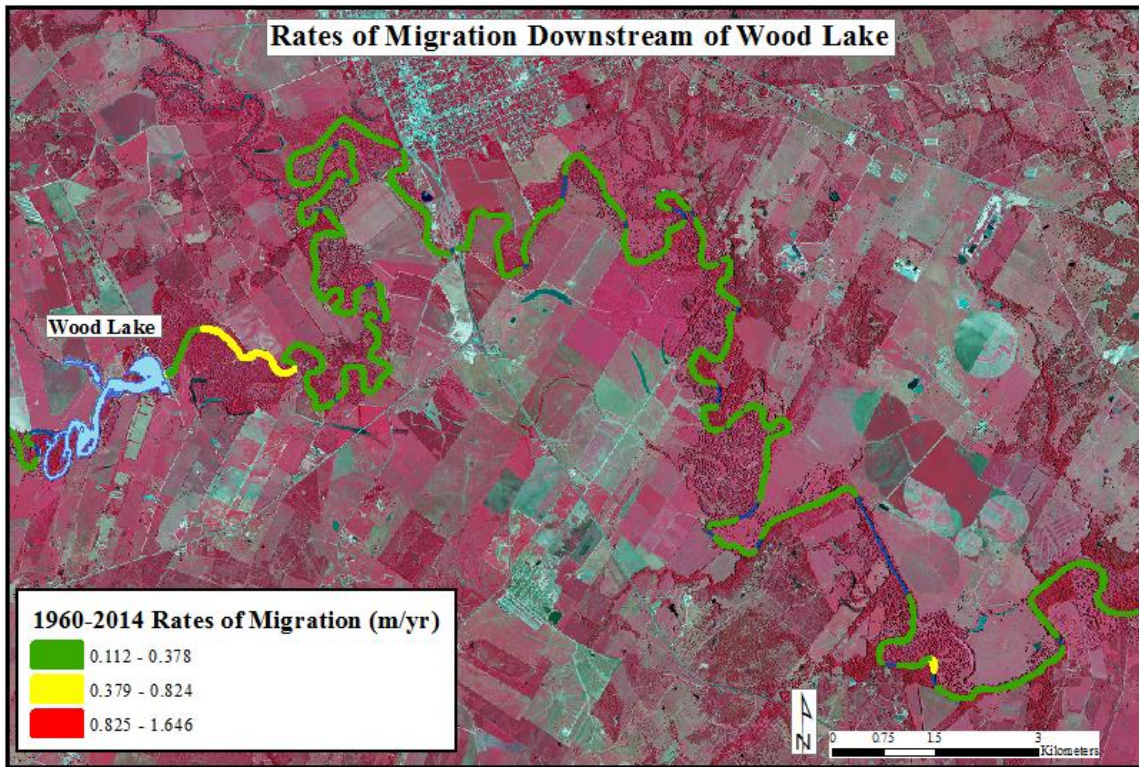 Rates of Migration Downstream of Wood Lake
Wood Lake
1960-2014 Rates of Migration (m/yr)
0.112 - 0.378
0.379 - 0.824
0.825 - 1.646
N
0 0.75 1.5 3
Kilometers